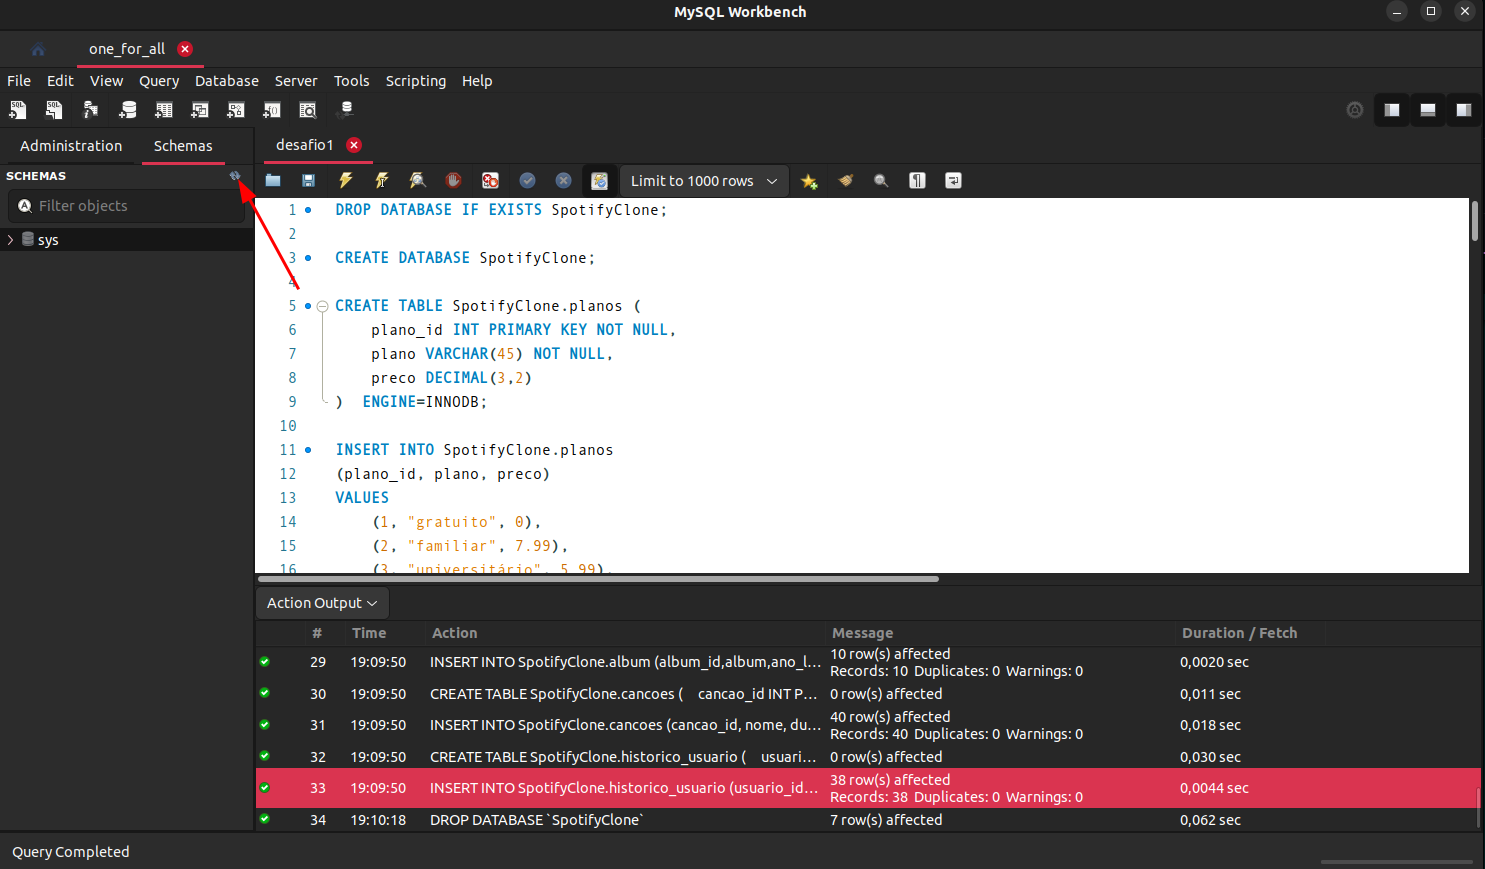 MySQL Workbench
one_for_all
File Edit View Query Database Server Tools Scripting Help
Administration Schemas
desafio1
SCHEMAS
Limit to 1000 rows
Filter objects
sys
1 DROP DATABASE IF EXISTS SpotifyClone;
2
3 CREATE DATABASE SpotifyClone;
4
5 CREATE TABLE SpotifyClone.planos (
6 plano_id INT PRIMARY KEY NOT NULL,
7 plano VARCHAR(45) NOT NULL,
8 preco DECIMAL(3,2)
9 ) ENGINE=INNODB;
10
11 INSERT INTO SpotifyClone.planos
12 (plano_id, plano, preco)
13 VALUES
14 (1, "gratuito", 0),
15 (2, "familiar", 7.99),
16 (3, "universitário", 5.99),
Action Output
# Time Action Message Duration / Fetch
29 19:09:50 INSERT INTO SpotifyClone.album (album_id,album,ano_l... 10 row(s) affected
Records: 10 Duplicates: 0 Warnings: 0 0,0020 sec
30 19:09:50 CREATE TABLE SpotifyClone.cancoes ( cancao_id INT P... 0 row(s) affected 0,011 sec
31 19:09:50 INSERT INTO SpotifyClone.cancoes (cancao_id, nome, du... 40 row(s) affected
Records: 40 Duplicates: 0 Warnings: 0 0,018 sec
32 19:09:50 CREATE TABLE SpotifyClone.historico_usuario ( usuari... 0 row(s) affected 0,030 sec
33 19:09:50 INSERT INTO SpotifyClone.historico_usuario (usuario_id... 38 row(s) affected
Records: 38 Duplicates: 0 Warnings: 0 0,0044 sec
34 19:10:18 DROP DATABASE `SpotifyClone` 7 row(s) affected 0,062 sec
Query Completed